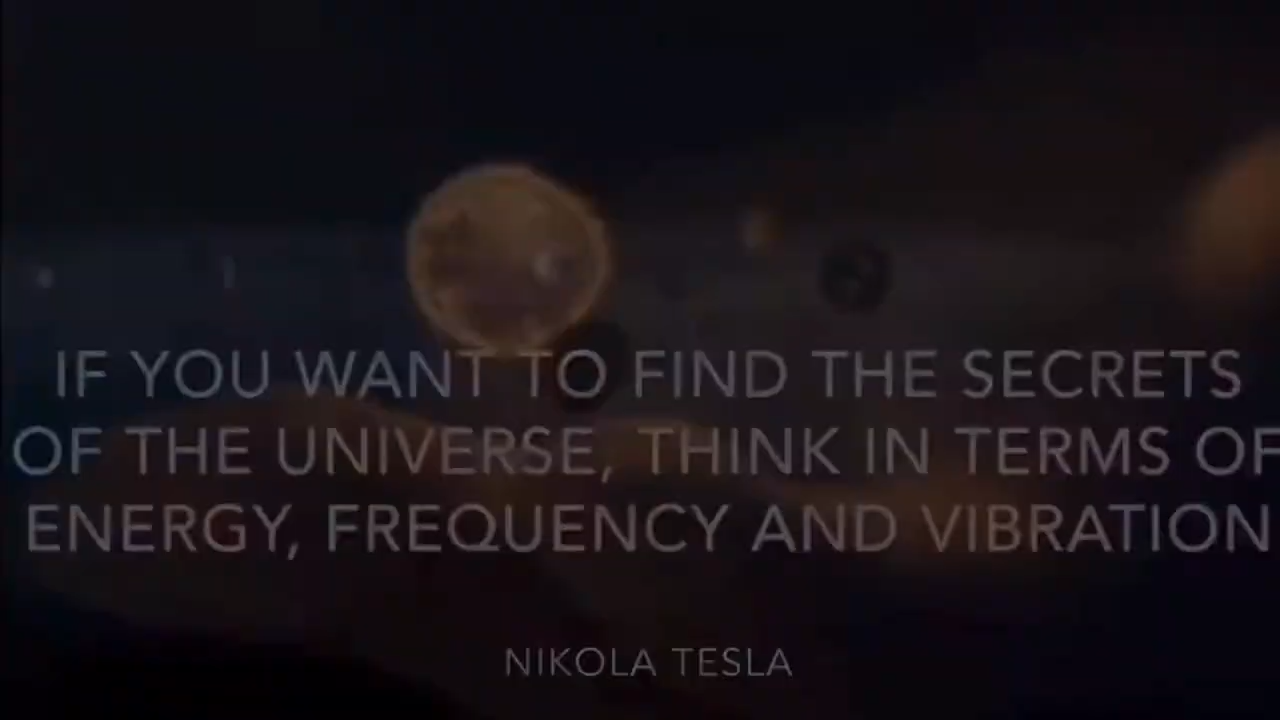 IF YOU WANT TO FIND THE SECRETS
OF THE UNIVERSE, THINK IN TERMS OF
ENERGY, FREQUENCY AND VIBRATION
NIKOLA TESLA